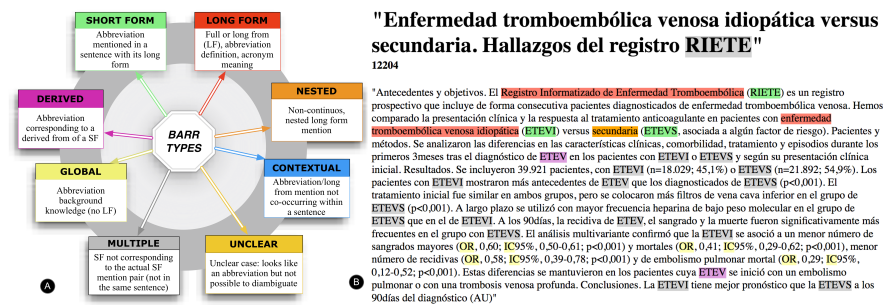 SHORT FORM
Abbreviation
mentioned in a
sentence with its long
form
LONG FORM
Full or long from
(LF), abbreviation
definition, acronym
meaning
DERIVED
Abbreviation
corresponding to a
derived from of a SF
NESTED
Non-continuos,
nested long form
mention
BARR
TYPES
GLOBAL
Abbreviation
background
knowledge (no LF)
CONTEXTUAL
Abbreviation/long
from mention not
co-occurring within
a sentence
MULTIPLE
SF not corresponding
to the actual SF
mention pair (not in
the same sentence)
UNCLEAR
Unclear case: looks like
an abbreviation but not
possible to diambiguate
A
B
"Enfermedad tromboembólica venosa idiopática versus
secundaria. Hallazgos del registro RIETE"
12204
"Antecedentes y objetivos. El Registro Informatizado de Enfermedad Tromboembólica (RIETE) es un registro
prospectivo que incluye de forma consecutiva pacientes diagnosticados de enfermedad tromboembólica venosa. Hemos
comparado la presentación clínica y la respuesta al tratamiento anticoagulante en pacientes con enfermedad
tromboembólica venosa idiopática (ETEVI) versus secundaria (ETEVS, asociada a algún factor de riesgo). Pacientes y
métodos. Se analizaron las diferencias en las características clínicas, comorbilidad, tratamiento y episodios durante los
primeros 3meses tras el diagnóstico de ETEV en los pacientes con ETEVI o ETEVS y según su presentación clínica
inicial. Resultados. Se incluyeron 39.921 pacientes, con ETEVI (n=18.029; 45,1%) o ETEVS (n=21.892; 54,9%). Los
pacientes con ETEVI mostraron más antecedentes de ETEV que los diagnosticados de ETEVS (p<0,001). El
tratamiento inicial fue similar en ambos grupos, pero se colocaron más filtros de vena cava inferior en el grupo de
ETEVS (p<0,001). A largo plazo se utilizó con mayor frecuencia heparina de bajo peso molecular en el grupo de
ETEVS que en el de ETEVI. A los 90días, la recidiva de ETEV, el sangrado y la muerte fueron significativamente más
frecuentes en el grupo con ETEVS. El análisis multivariante confirmó que la ETEVI se asoció a un menor número de
sangrados mayores (OR, 0,60; IC95%, 0,50-0,61; p<0,001) y mortales (OR, 0,41; IC95%, 0,29-0,62; p<0,001), menor
número de recidivas (OR, 0,58; IC95%, 0,39-0,78; p<0,001) y de embolismo pulmonar mortal (OR, 0,29; IC95%,
0,12-0,52; p<0,001). Estas diferencias se mantuvieron en los pacientes cuya ETEV se inició con un embolismo
pulmonar o con una trombosis venosa profunda. Conclusiones. La ETEVI tiene mejor pronóstico que la ETEVS a los
90días del diagnóstico (AU)"